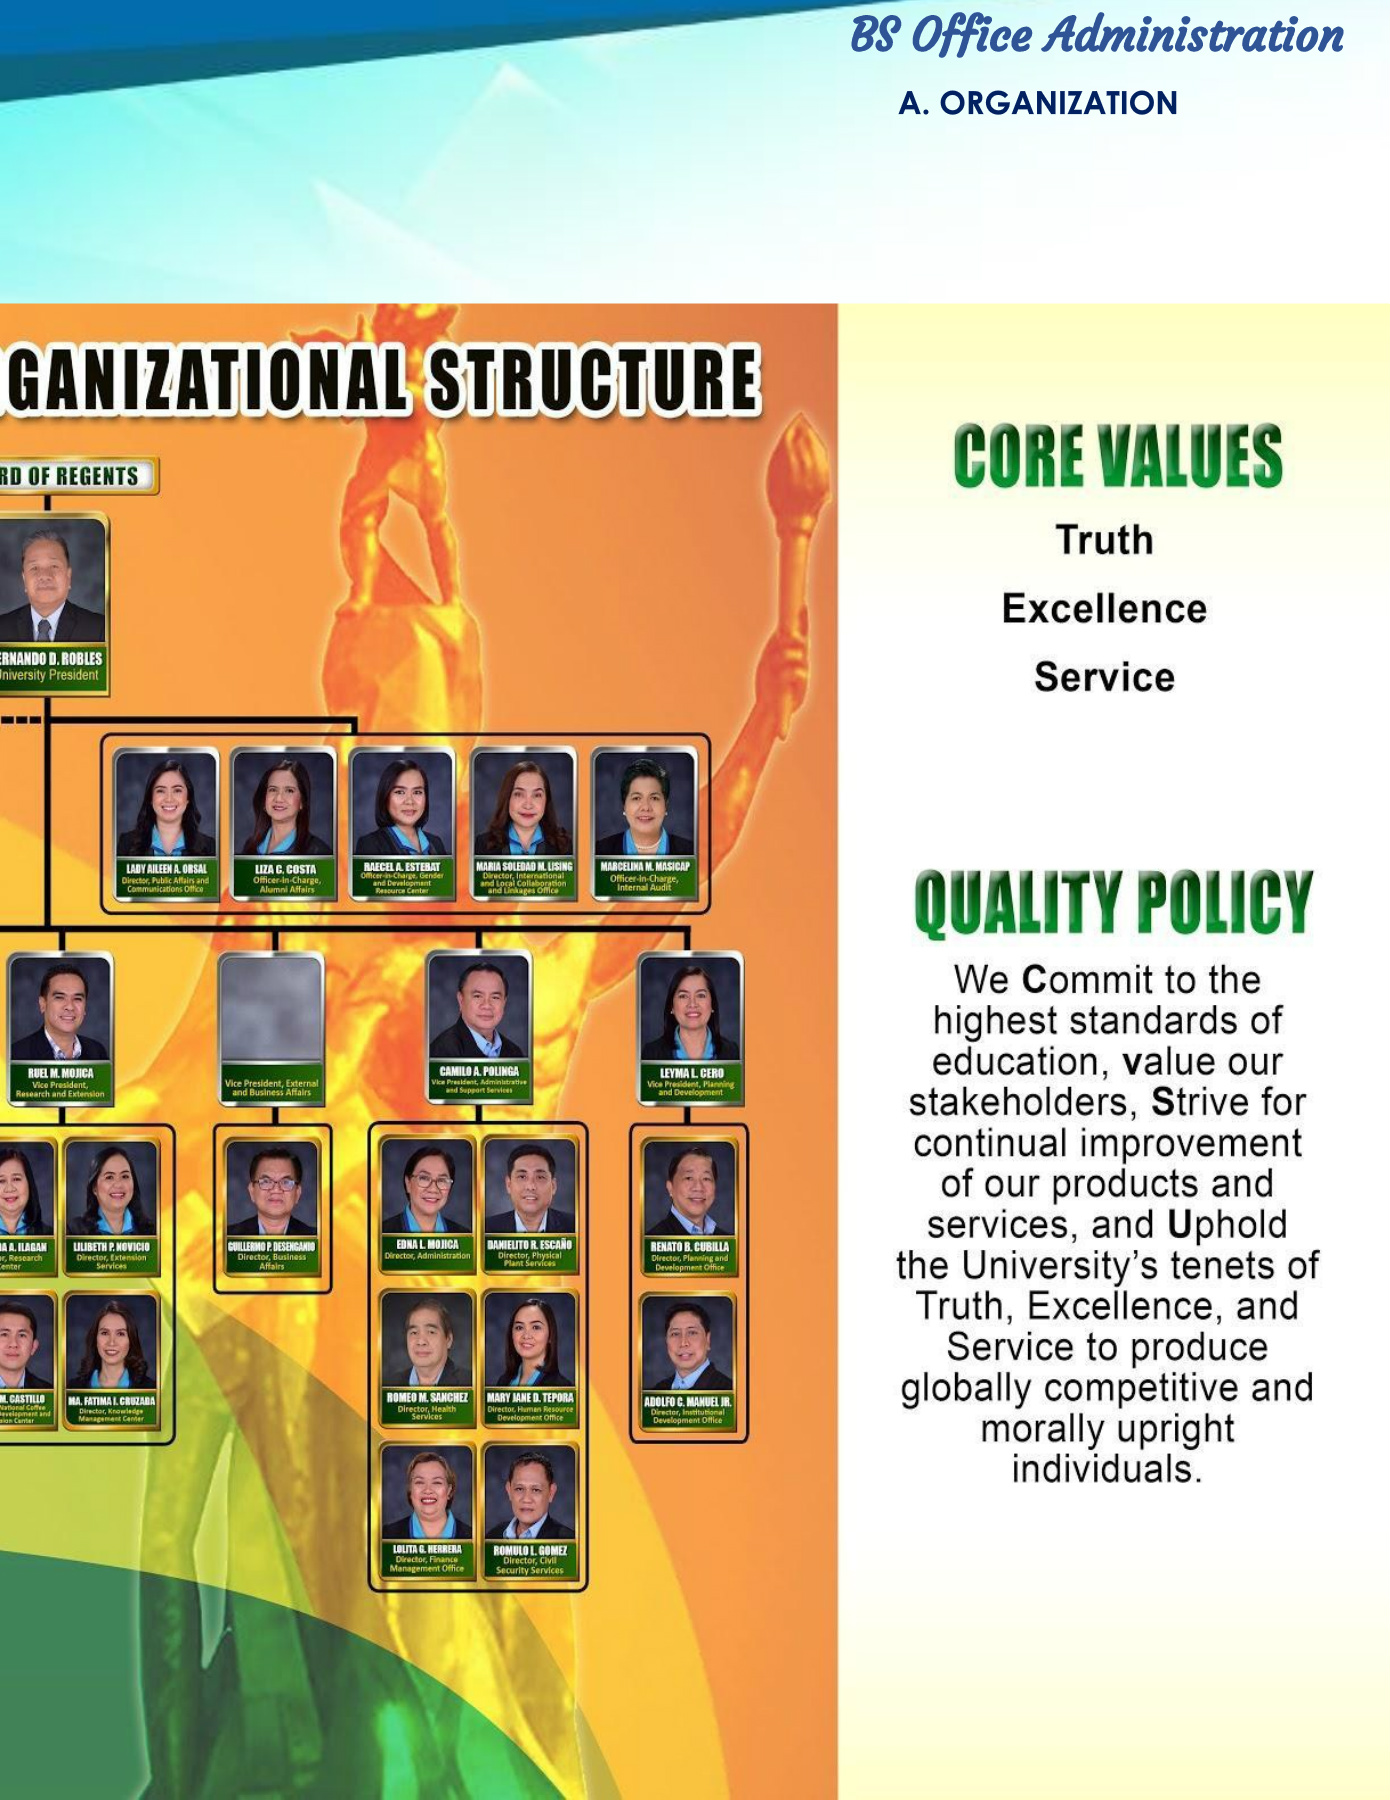 BS Office Administration
A. ORGANIZATION
GANIZATIONAL STRUCTURE
RD OF REGENTS
ERNANDO D. ROBLES
University President
LADY AILEEN A. ORSAL
Director, Public Affairs and
Communications Office
LIZA C. COSTA
Officer-In-Charge,
Alumni Affairs
RAECEL A. ESTEBAT
Officer-in-Charge, Gender
and Development
Resource Center
MARIA SOLEDAD M. LISING
Director, International
and Local Collaboration
and Linkages Office
MARCELINA M. MASICAP
Officer-In-Charge,
Internal Audit
RUEL M. MOJICA
Vice President,
Research and Extension
Vice President, External
and Business Affairs
CAMILO A. POLINGA
Vice President, Administrative
and Support Services
LEYMA L. CERO
Vice President, Planning
and Development
A A. ILAGAN
r, Research
enter
LILIBETH P. NOVICIO
Director, Extension
Services
GUILLERMO P. DESENGANIO
Director, Business
Affairs
EDNA L. MOJICA
Director, Administration
DANIELITO R. ESCAÑO
Director, Physical
Plant Services
RENATO B. CUBILLA
Director, Planning and
Development Office
M. CASTILLO
National Coffee
evelopment and
sion Center
MA. FATIMA I. CRUZADA
Director, Knowledge
Management Center
ROMEO M. SANCHEZ
Director, Health
Services
MARY JANE D. TEPORA
Director, Human Resource
Development Office
ADOLFO C. MANUEL JR.
Director, Institutional
Development Office
LOLITA G. HERRERA
Director, Finance
Management Office
ROMULO L. GOMEZ
Director, Civil
Security Services
CORE VALUES
Truth
Excellence
Service
QUALITY POLICY
We Commit to the
highest standards of
education, value our
stakeholders, Strive for
continual improvement
of our products and
services, and Uphold
the University's tenets of
Truth, Excellence, and
Service to produce
globally competitive and
morally upright
individuals.